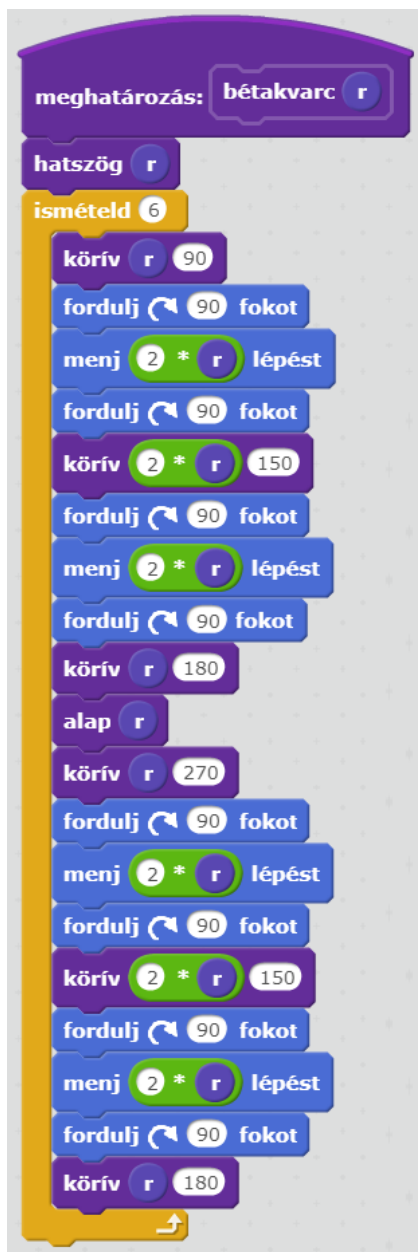 meghatározás: bétakvarc r
hatszög r
ismételd 6
körív r 90
fordulj 90 fokot
menj 2 * r lépést
fordulj 90 fokot
körív 2 * r 150
fordulj 90 fokot
menj 2 * r lépést
fordulj 90 fokot
körív r 180
alap r
körív r 270
fordulj 90 fokot
menj 2 * r lépést
fordulj 90 fokot
körív 2 * r 150
fordulj 90 fokot
menj 2 * r lépést
fordulj 90 fokot
körív r 180